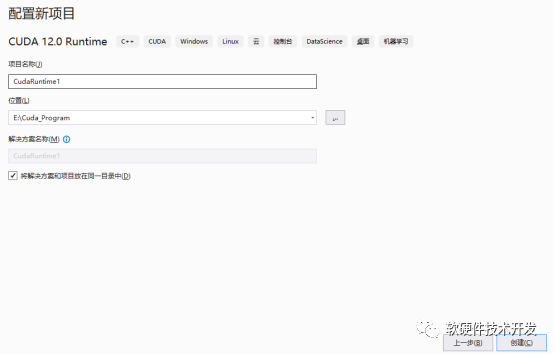 配置新项目
CUDA 12.0 Runtime C++ CUDA Windows Linux 云 控制台 DataScience 桌面 机器学习
项目名称(J)
CudaRuntime1
位置(L)
E:\Cuda_Program ...
解决方案名称(M)
CudaRuntime1
将解决方案和项目放在同一目录中(D)
软硬件技术开发
上一步(B) 创建(C)